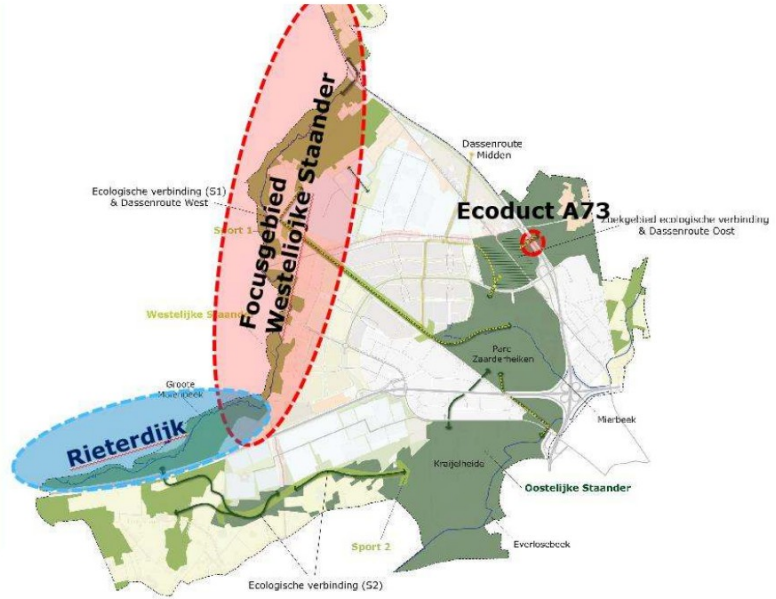 Dassenroute
Midden
Ecologische verbinding (S1)
& Dassenroute West
Sport 1
Focusgebied
Westelijke Staander
Ecoduct A73
Zoekgebied ecologische verbinding
& Dassenroute Oost
Westelijke Staander
Parc
Zaarderheiken
Groote
Molenbeek
Rieterdijk
Mierbeek
Kraijelheide
Oostelijke Staander
Everlosebeek
Sport 2
Ecologische verbinding (S2)